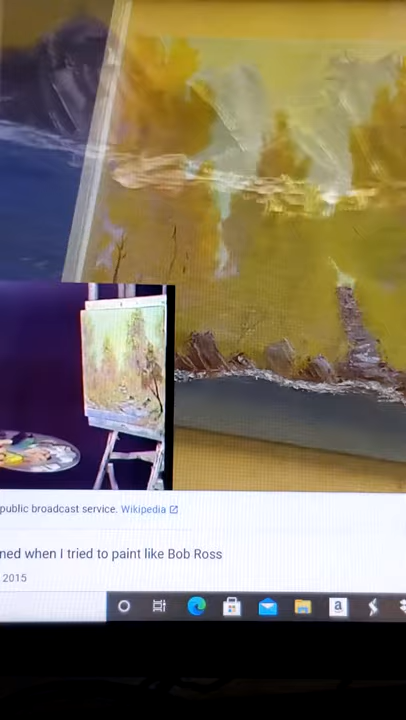 public broadcast service. Wikipedia
ned when I tried to paint like Bob Ross
2015
a